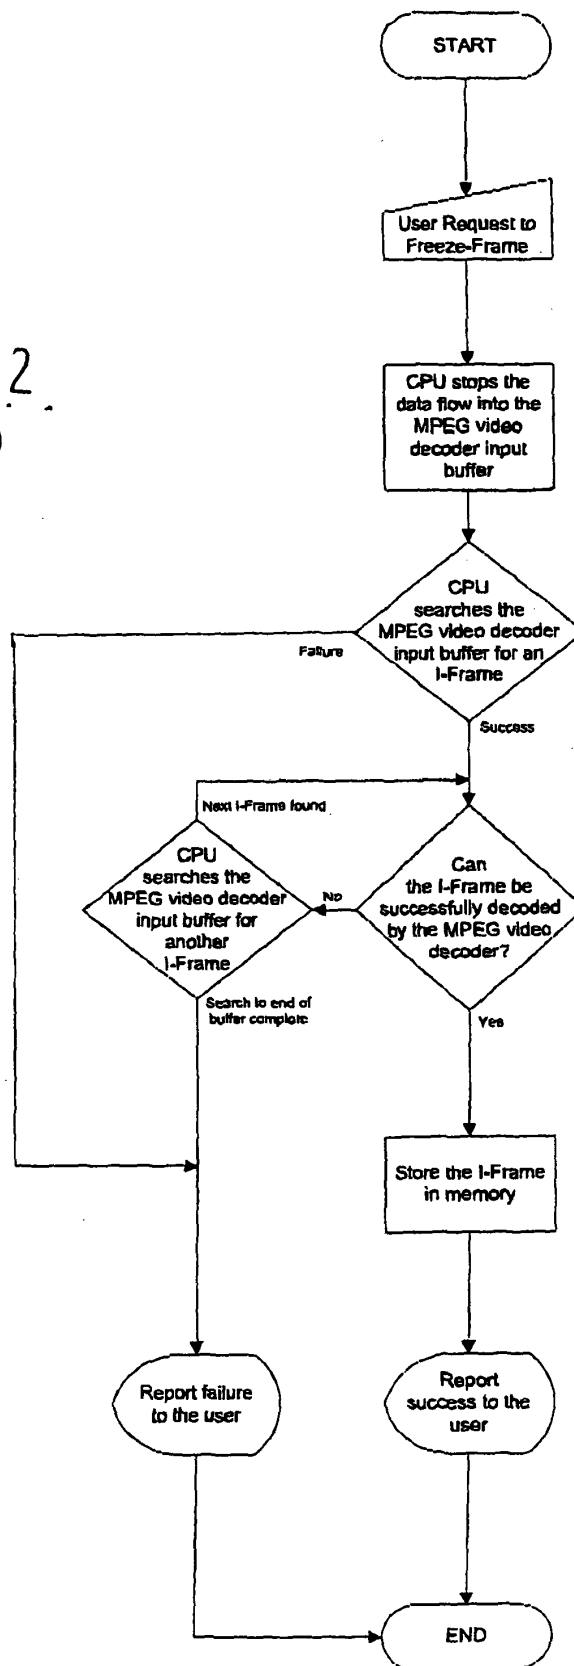 START
User Request to
Freeze-Frame
2
CPU stops the
data flow into the
MPEG video
decoder input
buffer
CPU
searches the
MPEG video decoder
input buffer for an
I-Frame
Failure
Success
Next I-Frame found
CPU
searches the
MPEG video decoder
input buffer for
another
I-Frame
No
Can
the I-Frame be
successfully decoded
by the MPEG video
decoder?
Search to end of
buffer complete
Yes
Store the I-Frame
in memory
Report failure
to the user
Report
success to the
user
END